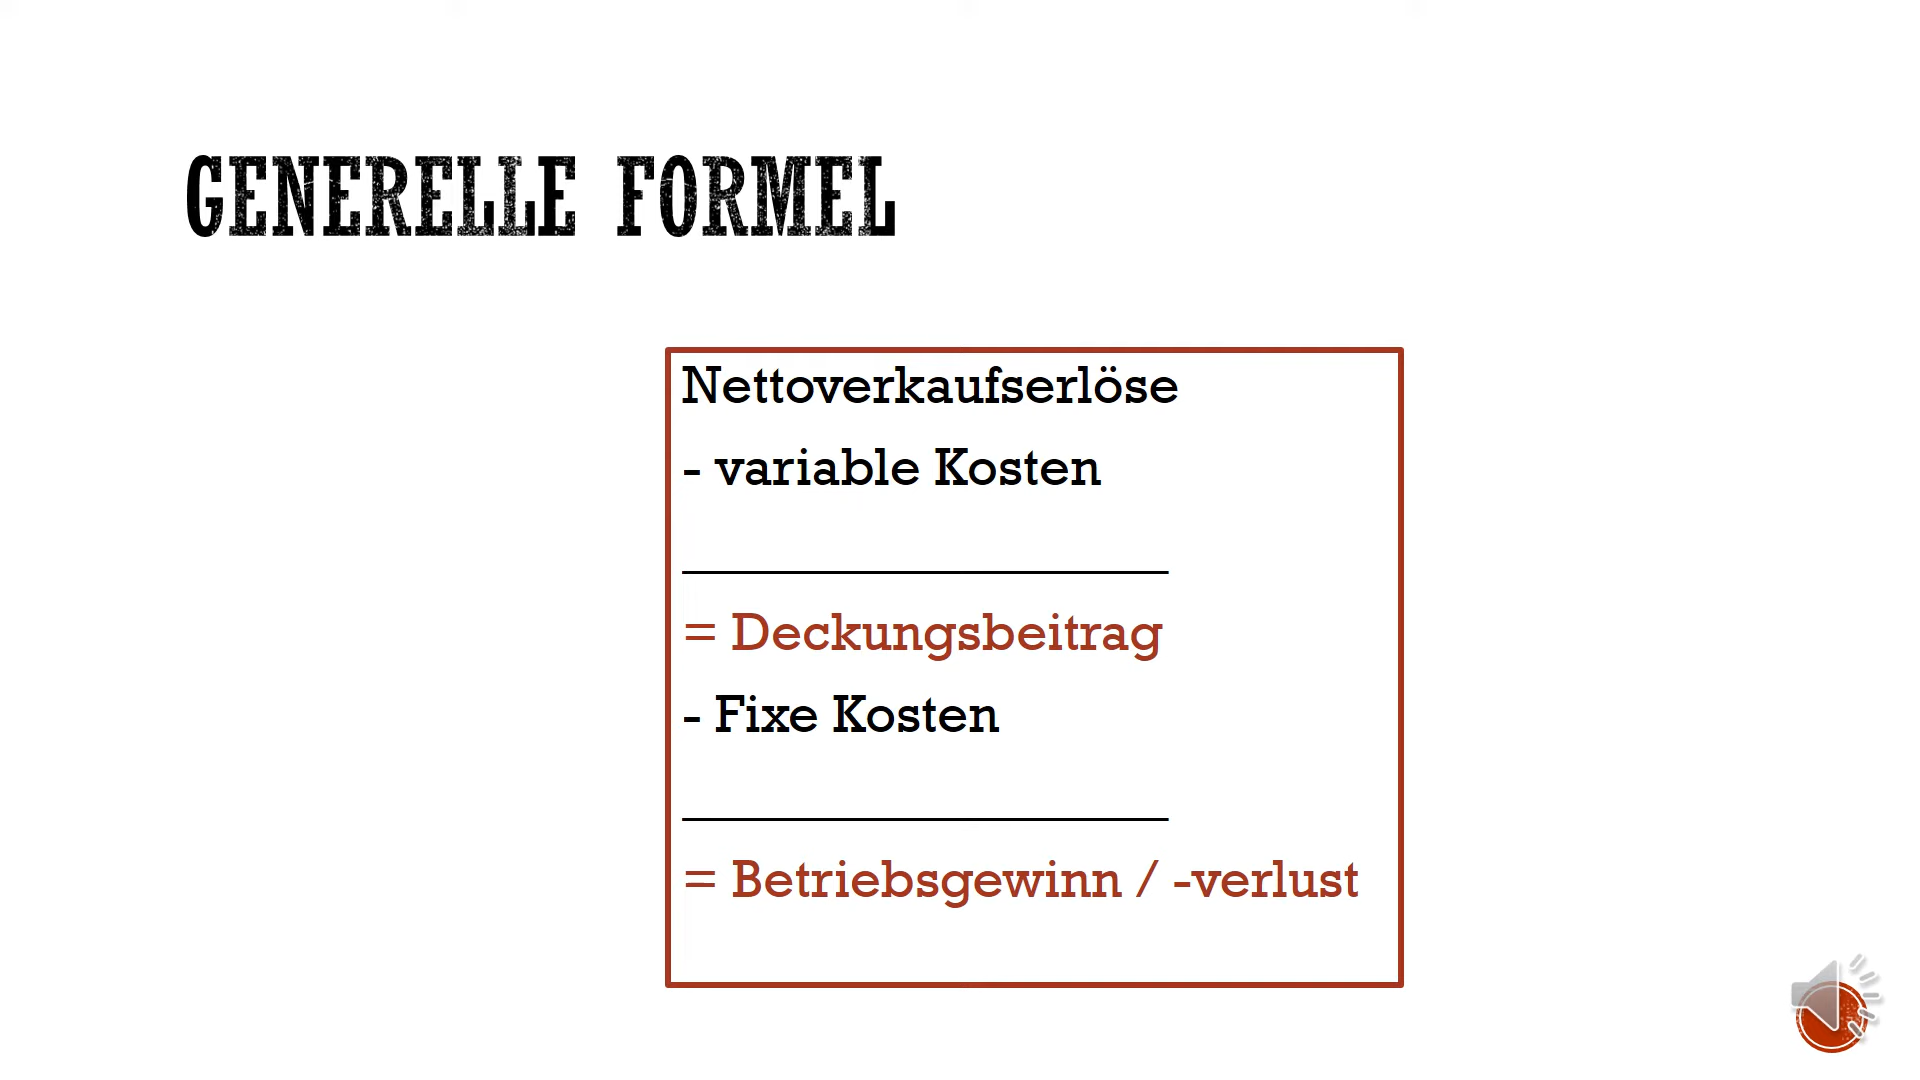 GENERELLE FORMEL
Nettoverkaufserlöse
- variable Kosten
= Deckungsbeitrag
- Fixe Kosten
= Betriebsgewinn / -verlust